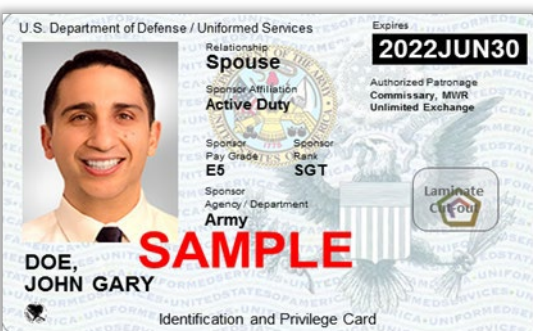 U.S. Department of Defense / Uniformed Services
Expires
2022JUN30
Relationship
Spouse
Sponsor Affiliation
Active Duty
Authorized Patronage
Commissary, MWR
Unlimited Exchange
Sponsor Pay Grade
E5
Sponsor Rank
SGT
Sponsor
Agency / Department
Army
Laminate
Cut-out
SAMPLE
DOE,
JOHN GARY
Identification and Privilege Card